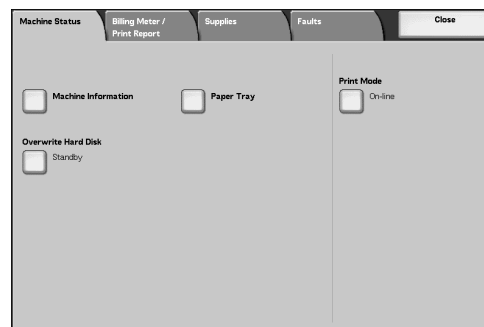 Machine Status
Billing Meter /
Print Report
Supplies
Faults
Close
Machine Information
Paper Tray
Print Mode
On-line
Overwrite Hard Disk
Standby